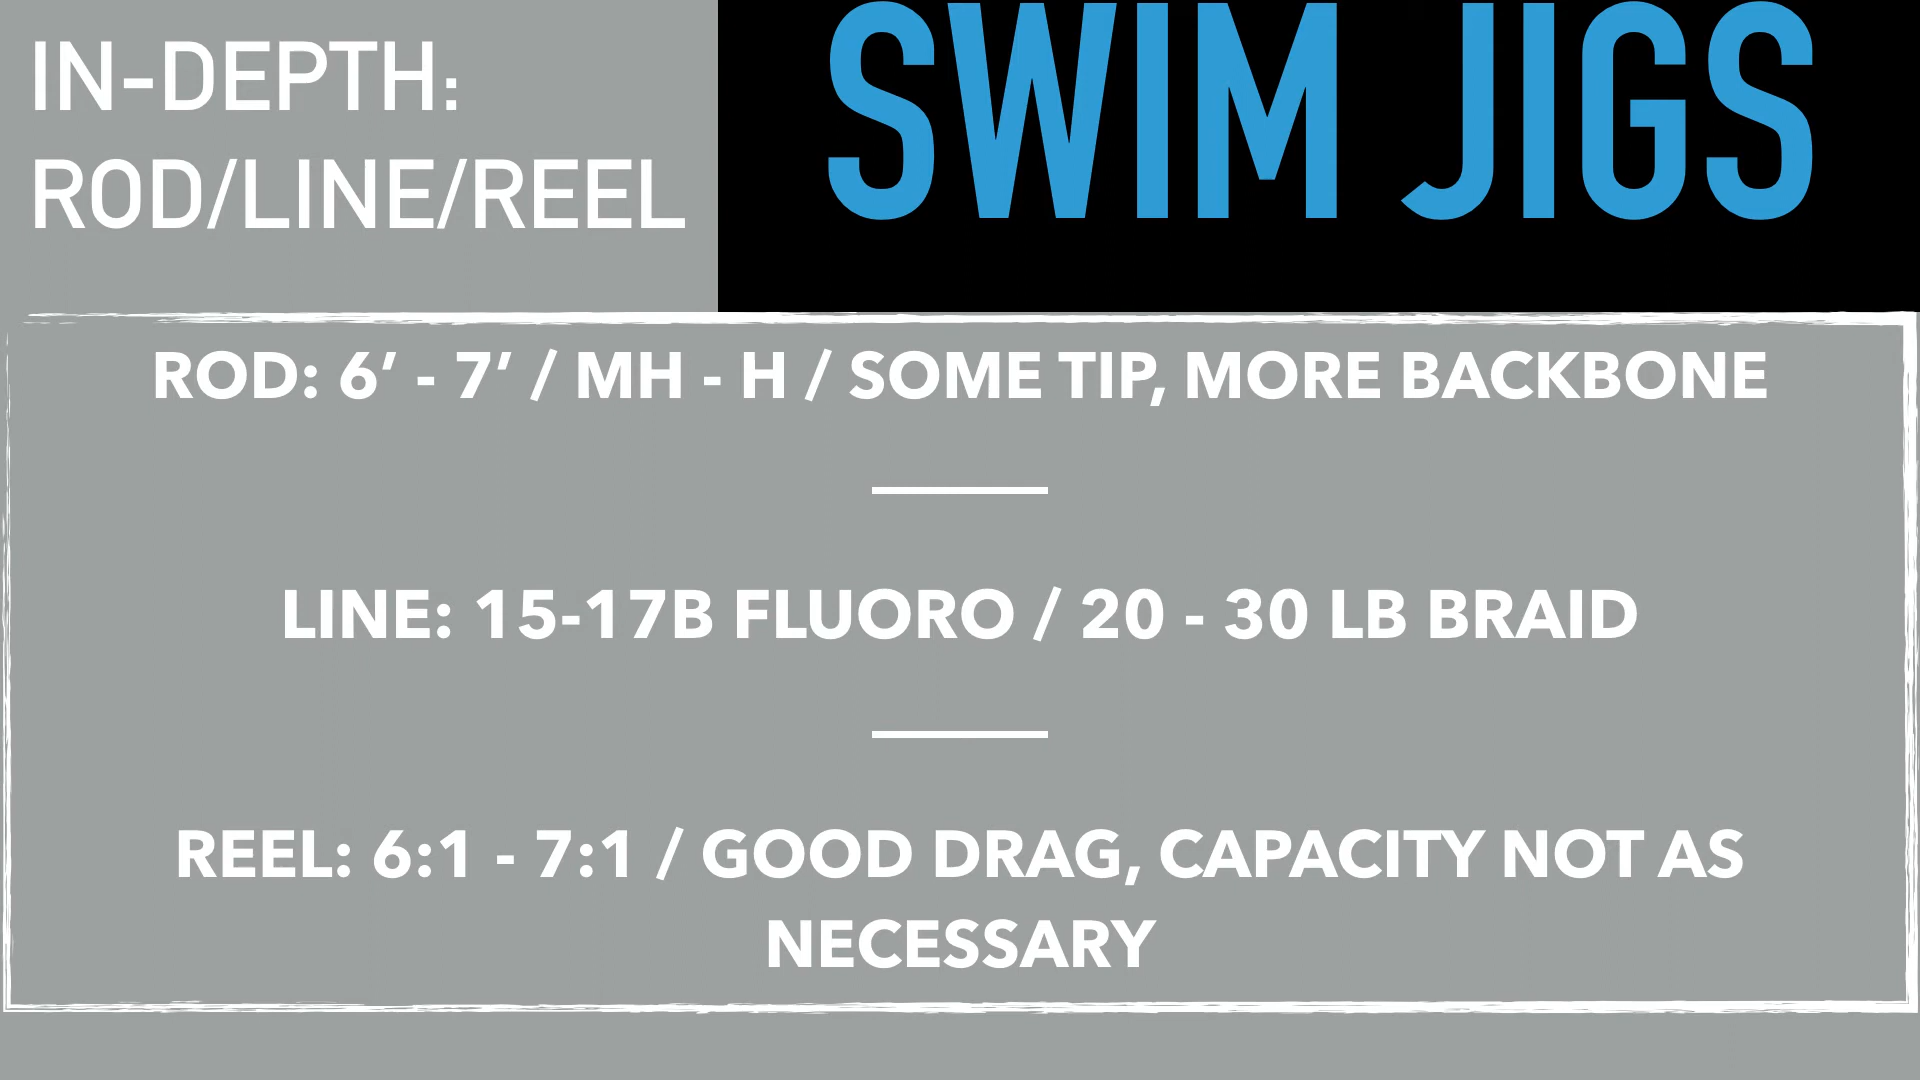 IN-DEPTH:
ROD/LINE/REEL
SWIM JIGS
ROD: 6’ - 7’ / MH - H / SOME TIP, MORE BACKBONE
LINE: 15-17B FLUORO / 20 - 30 LB BRAID
REEL: 6:1 - 7:1 / GOOD DRAG, CAPACITY NOT AS
NECESSARY